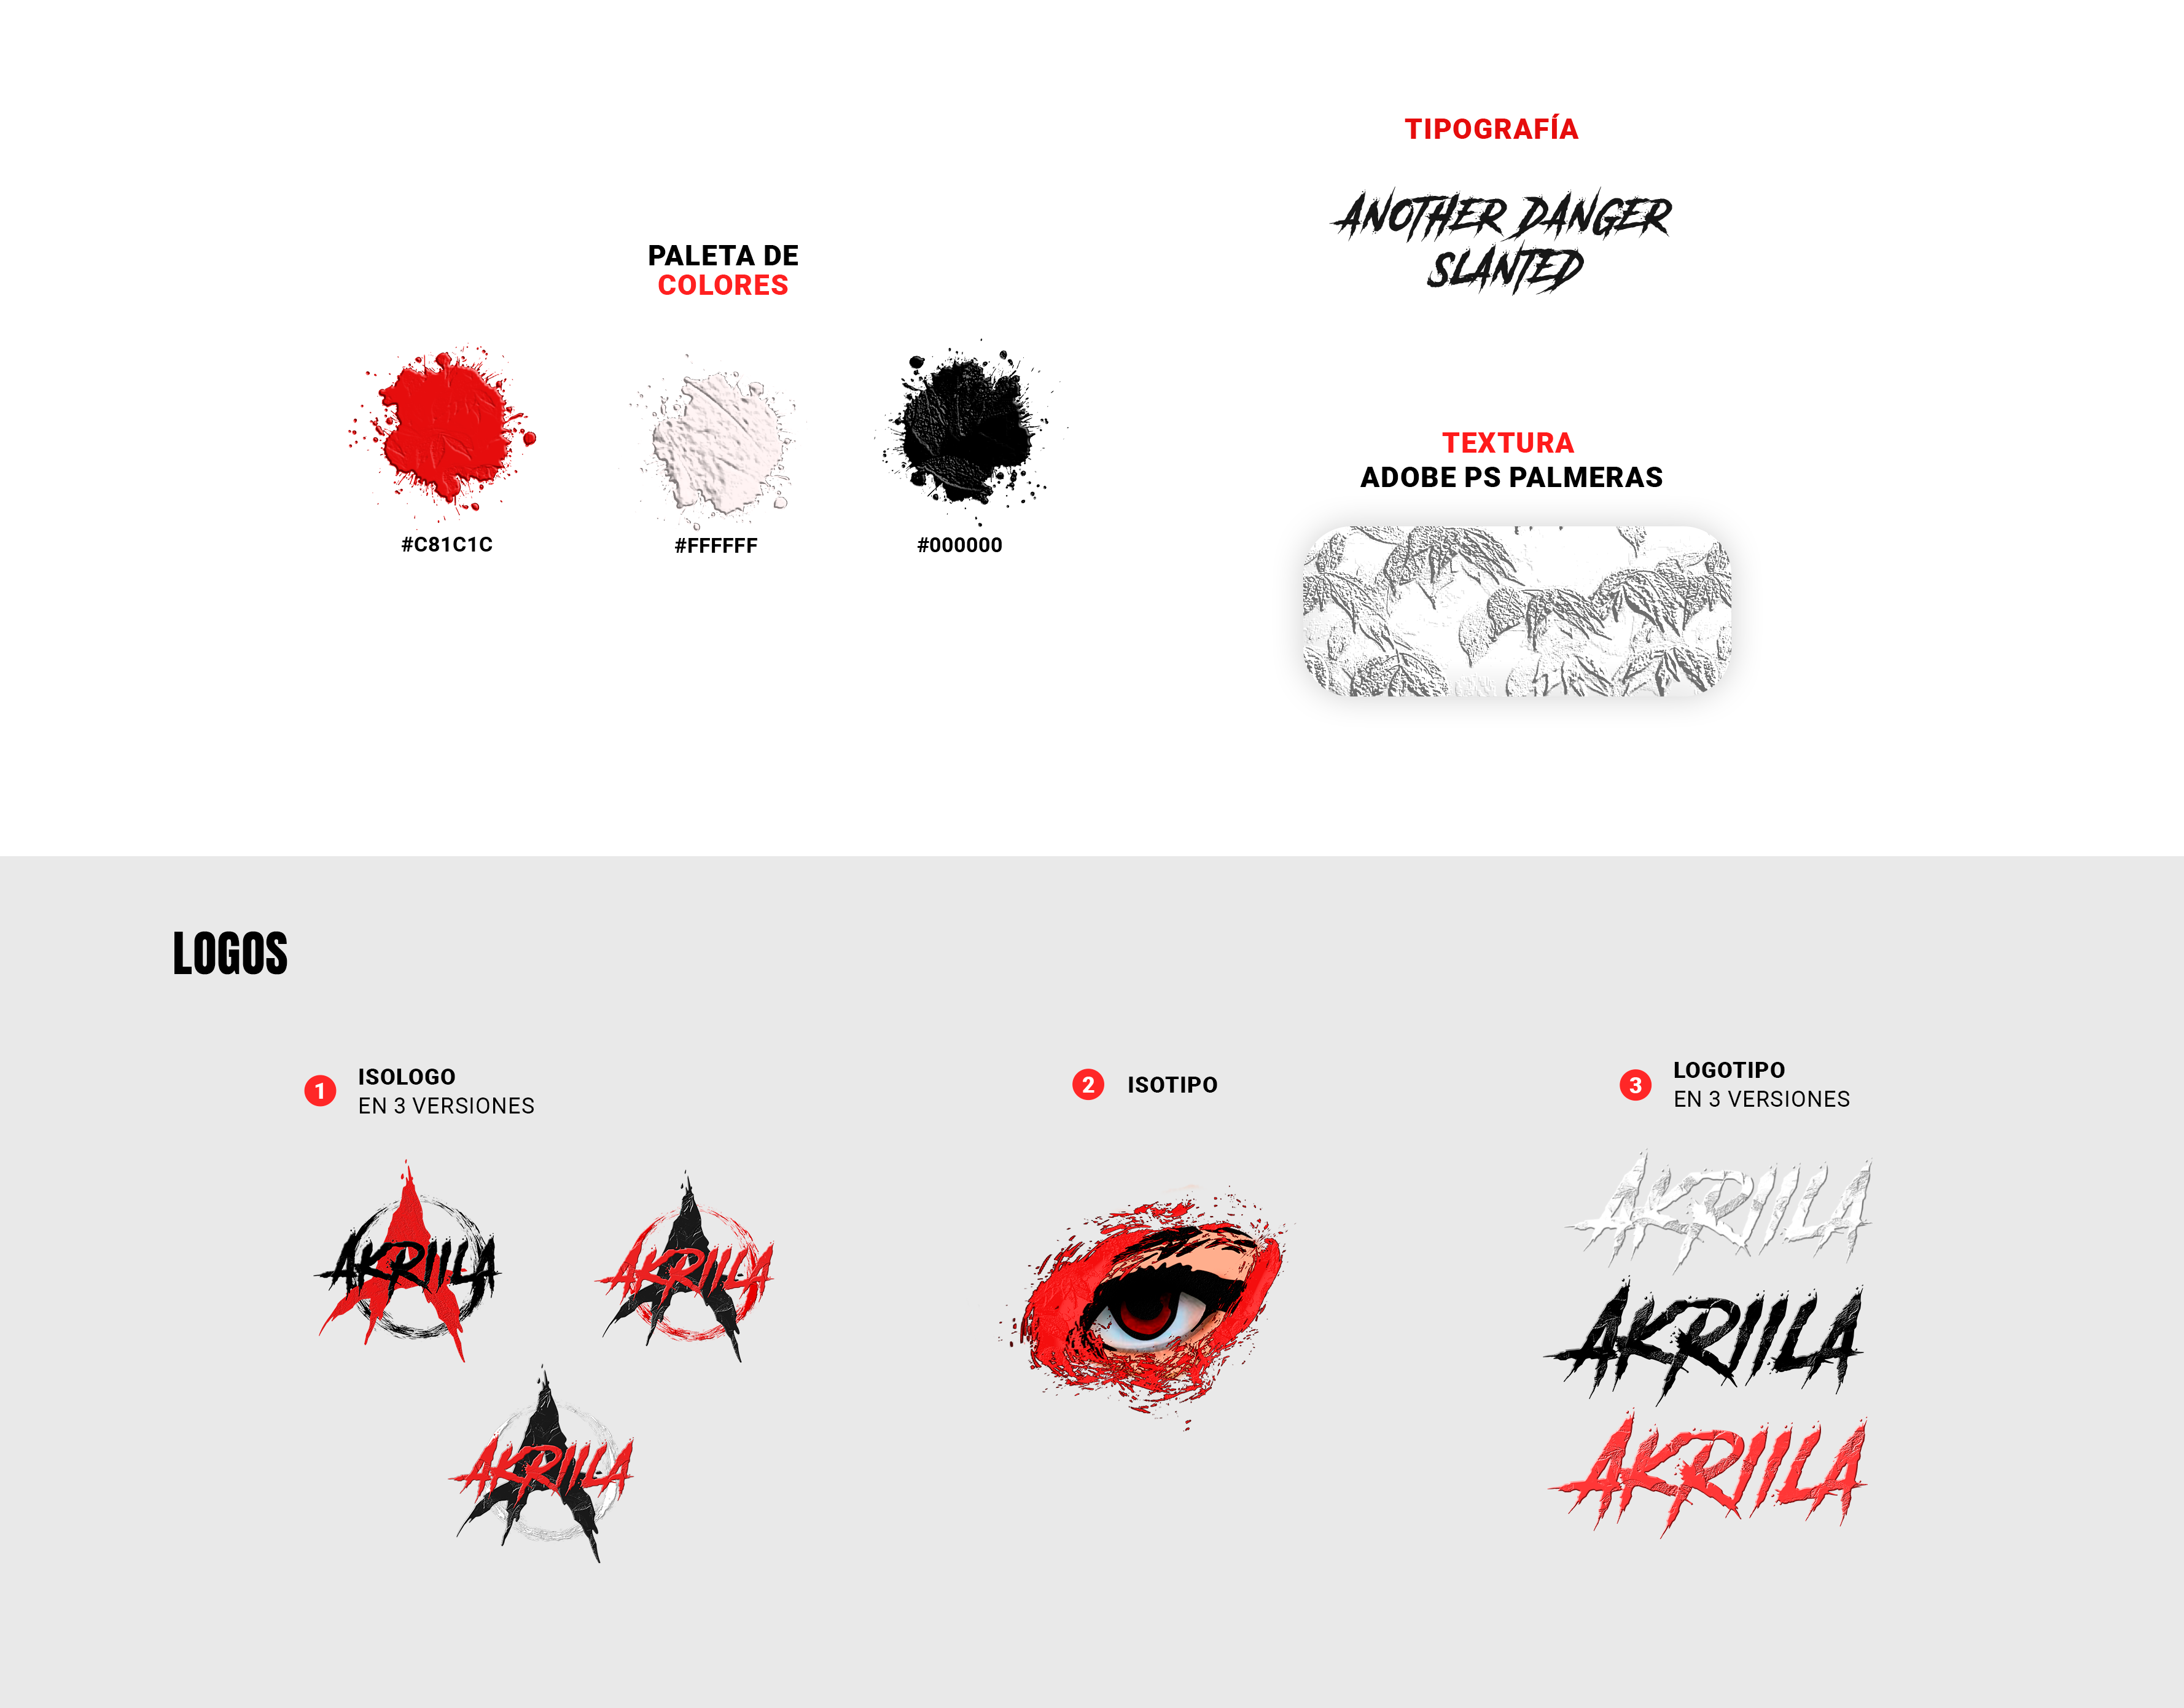 PALETA DE
COLORES
#C81C1C
#FFFFFF
#000000
TIPOGRAFÍA
ANOTHER DANGER
SLANTED
TEXTURA
ADOBE PS PALMERAS
LOGOS
1
ISOLOGO
EN 3 VERSIONES
AKRIILA
AKRIILA
AKRIILA
2
ISOTIPO
3
LOGOTIPO
EN 3 VERSIONES
AKRIILA
AKRIILA
AKRIILA